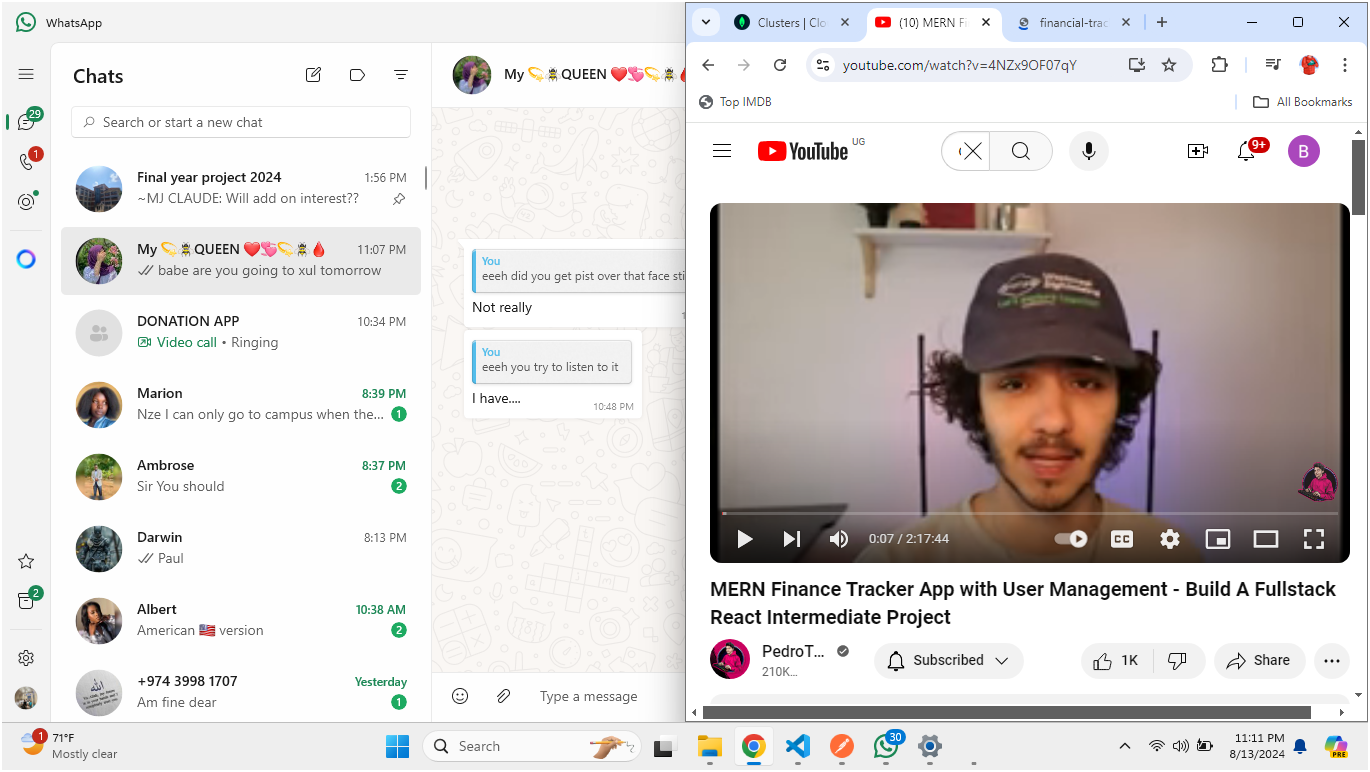 WhatsApp
Chats
Search or start a new chat
29
1
Final year project 2024
1:56 PM
~MJ CLAUDE: Will add on interest??
My 💫👸QUEEN ❤️💞💫👸🩸
11:07 PM
babe are you going to xul tomorrow
DONATION APP
10:34 PM
Video call • Ringing
Marion
8:39 PM
Nze I can only go to campus when the...
1
Ambrose
8:37 PM
Sir You should
2
Darwin
8:13 PM
Paul
Albert
10:38 AM
American 🇺🇸 version
2
+974 3998 1707
Yesterday
Am fine dear
1
2
My 💫👸QUEEN ❤️💞💫👸🩸
You
eeeh did you get pist over that face sti
Not really
You
eeeh you try to listen to it
I have....
10:48 PM
Type a message
Clusters | Clo
(10) MERN Fi
financial-trac
youtube.com/watch?v=4NZx9OF07qY
Top IMDB
All Bookmarks
YouTube
UG
9+
B
0:07 / 2:17:44
CC
MERN Finance Tracker App with User Management - Build A Fullstack
React Intermediate Project
PedroT...
210K...
Subscribed
1K
Share
1
71°F
Mostly clear
Search
30
11:11 PM
8/13/2024
PRE